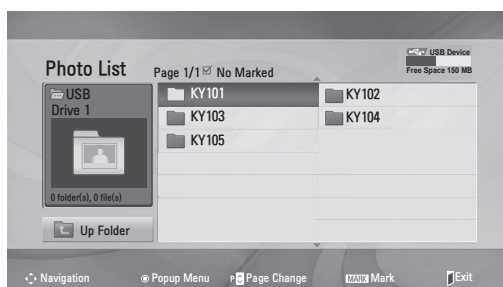 USB Device
Photo List Page 1/1 No Marked Free Space 150 MB
USB
Drive 1
KY101 KY102
KY103 KY104
KY105
0 folder(s), 0 file(s)
Up Folder
Navigation Popup Menu P Page Change MARK Mark Exit